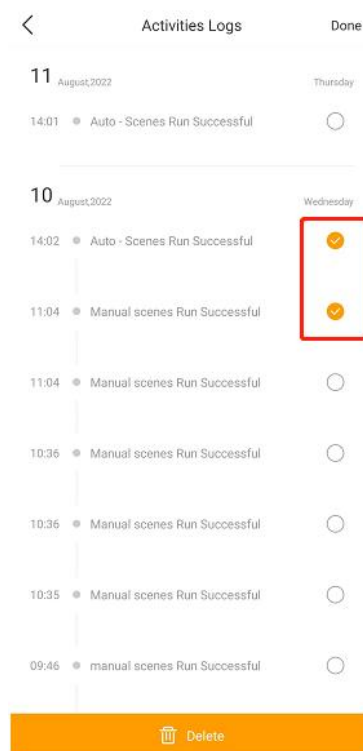 Activities Logs Done
11 August,2022 Thursday
14:01 Auto - Scenes Run Successful
10 August,2022 Wednesday
14:02 Auto - Scenes Run Successful
11:04 Manual scenes Run Successful
11:04 Manual scenes Run Successful
10:36 Manual scenes Run Successful
10:36 Manual scenes Run Successful
10:35 Manual scenes Run Successful
09:46 manual scenes Run Successful
Delete